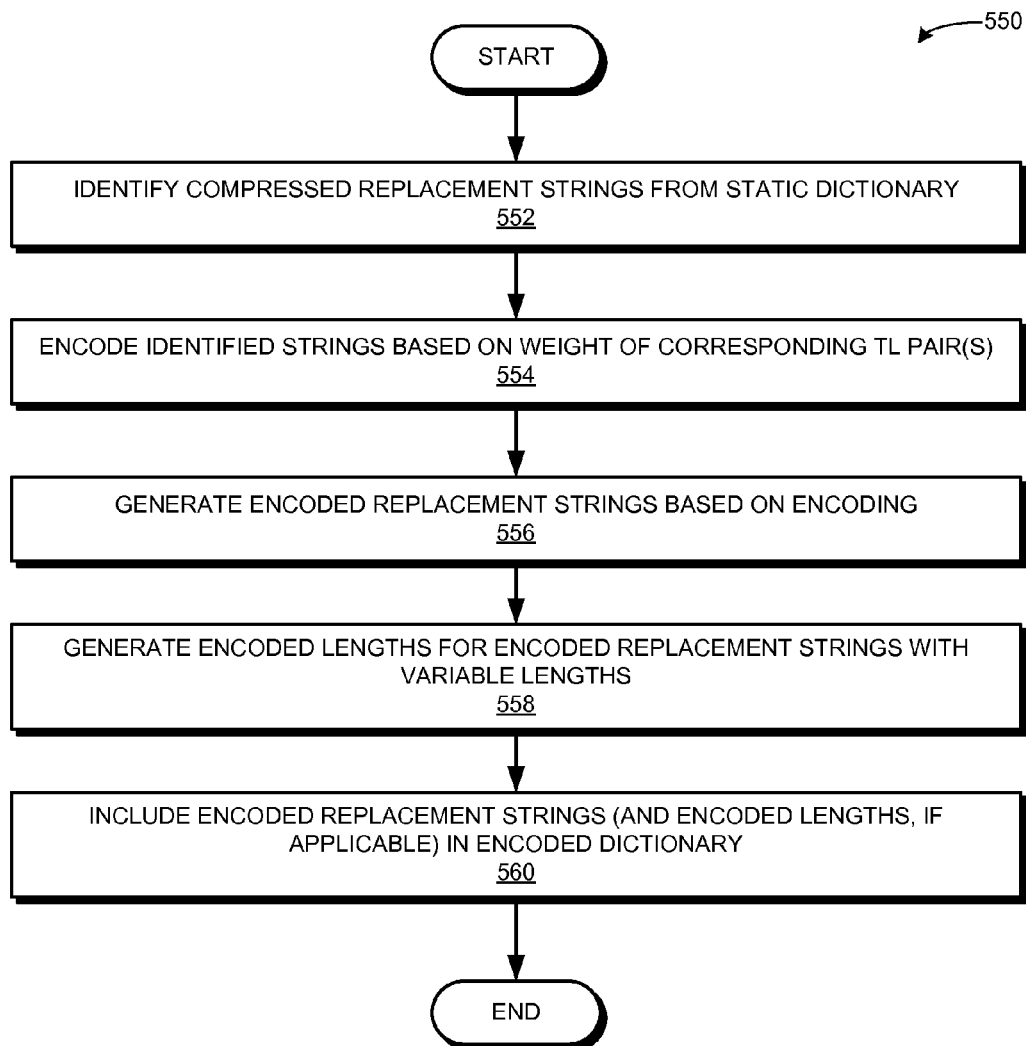 550
START
IDENTIFY COMPRESSED REPLACEMENT STRINGS FROM STATIC DICTIONARY
552
ENCODE IDENTIFIED STRINGS BASED ON WEIGHT OF CORRESPONDING TL PAIR(S)
554
GENERATE ENCODED REPLACEMENT STRINGS BASED ON ENCODING
556
GENERATE ENCODED LENGTHS FOR ENCODED REPLACEMENT STRINGS WITH
VARIABLE LENGTHS
558
INCLUDE ENCODED REPLACEMENT STRINGS (AND ENCODED LENGTHS, IF
APPLICABLE) IN ENCODED DICTIONARY
560
END